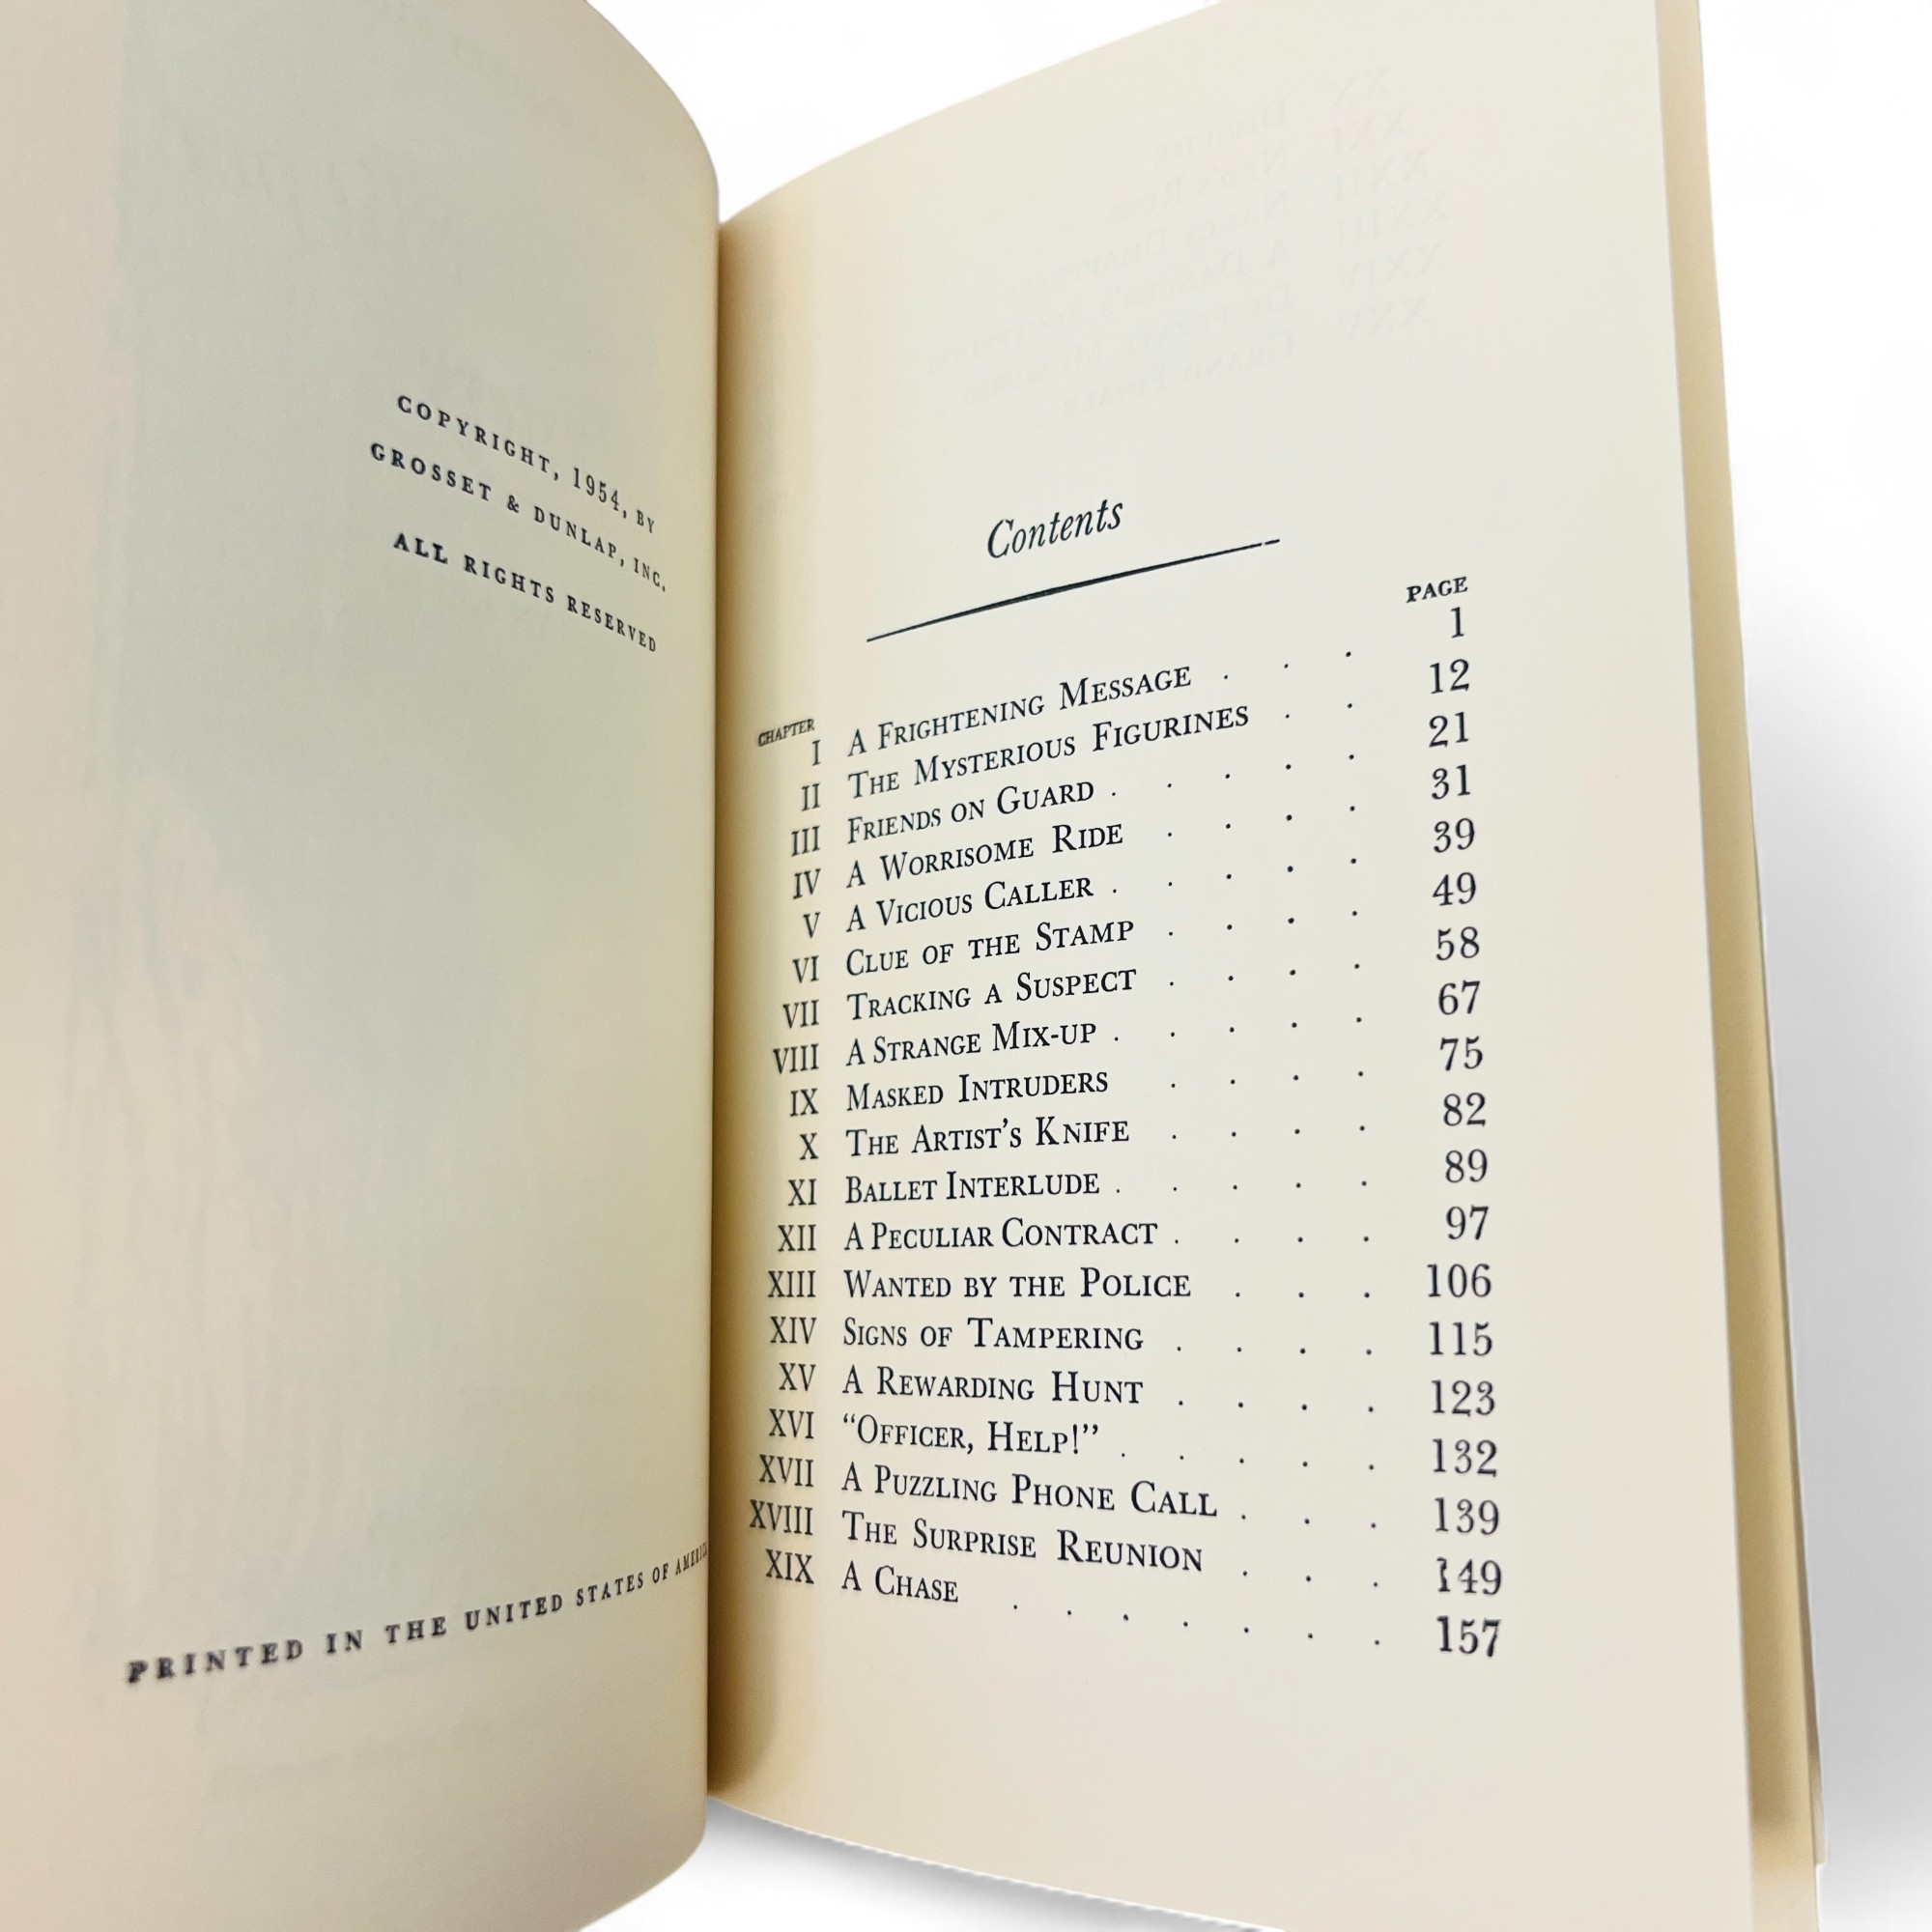 COPYRIGHT, 1954, BY
GROSSET & DUNLAP, INC.
ALL RIGHTS RESERVED
PRINTED IN THE UNITED STATES OF AMERICA
Contents
CHAPTER PAGE
I A FRIGHTENING MESSAGE . . . 1
II THE MYSTERIOUS FIGURINES . . 12
III FRIENDS ON GUARD . . . . . 21
IV A WORRISOME RIDE . . . . 31
V A VICIOUS CALLER . . . . . 39
VI CLUE OF THE STAMP . . . . 49
VII TRACKING A SUSPECT . . . . 58
VIII A STRANGE MIX-UP . . . . . 67
IX MASKED INTRUDERS . . . . 75
X THE ARTIST'S KNIFE . . . . 82
XI BALLET INTERLUDE . . . . . 89
XII A PECULIAR CONTRACT . . . . 97
XIII WANTED BY THE POLICE . . . 106
XIV SIGNS OF TAMPERING . . . . 115
XV A REWARDING HUNT . . . . 123
XVI “OFFICER, HELP!” . . . . . 132
XVII A PUZZLING PHONE CALL . . . 139
XVIII THE SURPRISE REUNION . . . 149
XIX A CHASE . . . . . . . 157